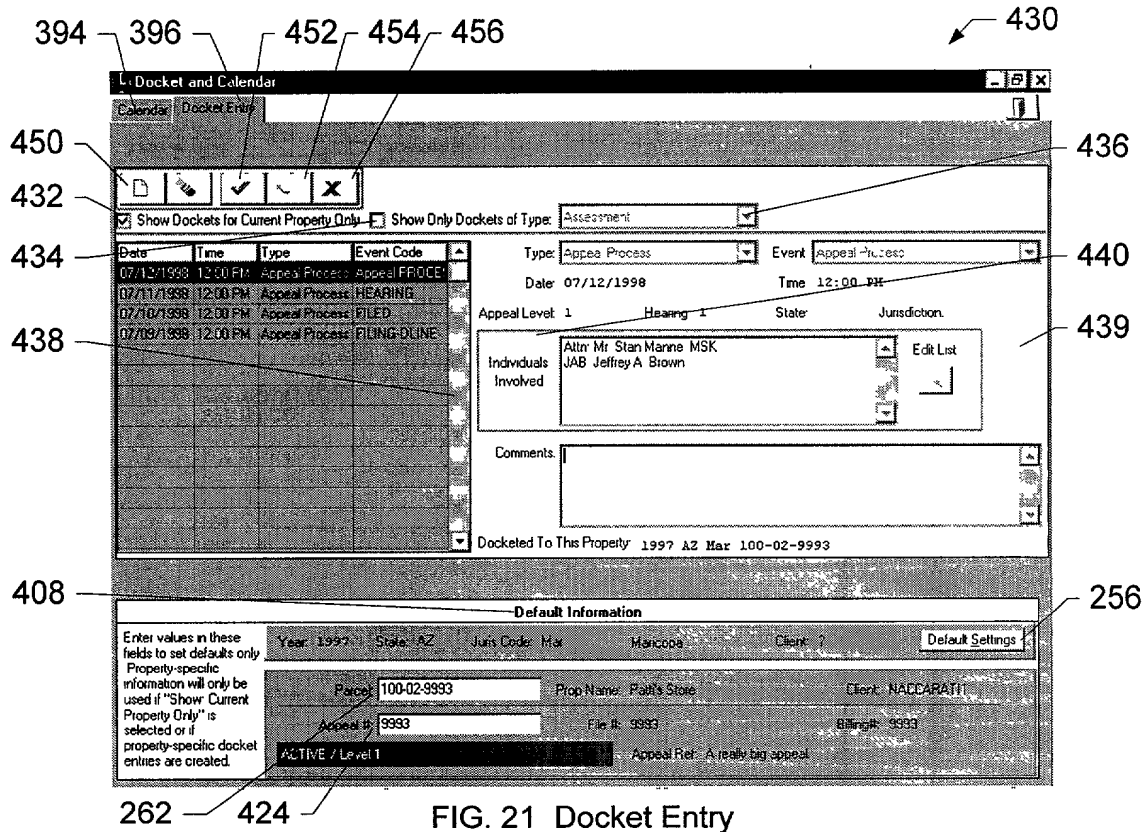 394 396 452 454 456 430
Docket and Calendar
Calendar Docket Entry
450
436
432
Show Dockets for Current Property Only Show Only Dockets of Type: Assessment
434
Date Time Type Event Code
Type: Appeal Process Event Appeal Process
440
07/12/1998 12:00 PM Appeal Process Appeal PROCE
Date 07/12/1998 Time 12:00 PM
07/11/1998 12:00 PM Appeal Process HEARING
07/10/1998 12:00 PM Appeal Process FILED
Appeal Level 1 Hearing 1 State Jurisdiction.
07/09/1998 12:00 PM Appeal Process FILING DLINE
439
438
Individuals Involved
Attn Mr Stan Manne MSK
JAB Jeffrey A Brown
Edit List
Comments.
Docketed To This Property 1997 AZ Mar 100-02-9993
408
Default Information
256
Enter values in these
fields to set defaults only
Property-specific
information will only be
used if "Show Current
Property Only" is
selected or if
property-specific docket
entries are created.
Year: 1997 State: AZ Juris Code: Mar Maricopa Client: Default Settings
Parcel: 100-02-9993 Prop Name: Patti's Store Client: NACCARATI1
Appeal #: 9993 File #: 9993 Billing#: 9993
ACTIVE / Level 1 Appeal Ref: A really big appeal
262 424
FIG. 21 Docket Entry